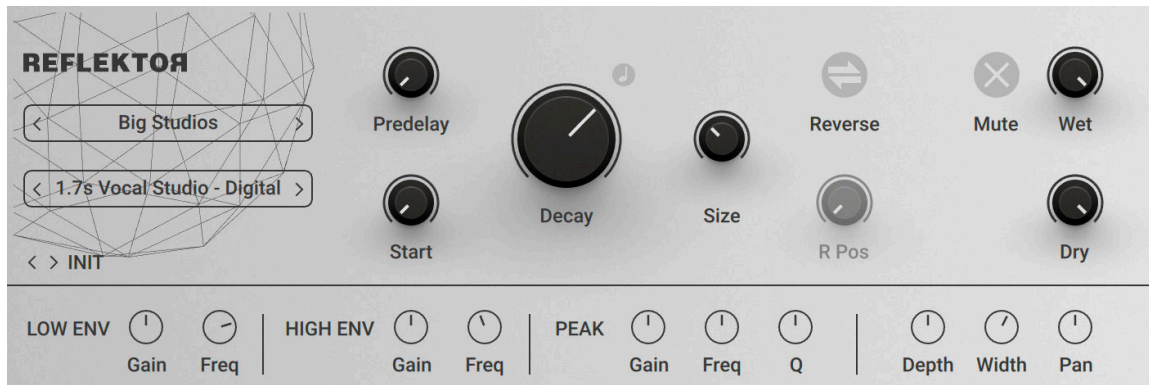 REFLEKTOЯ
Big Studios
1.7s Vocal Studio - Digital
< > INIT
Predelay
Start
Decay
Size
Reverse
R Pos
Mute
Wet
Dry
LOW ENV
Gain
Freq
HIGH ENV
Gain
Freq
PEAK
Gain
Freq
Q
Depth
Width
Pan